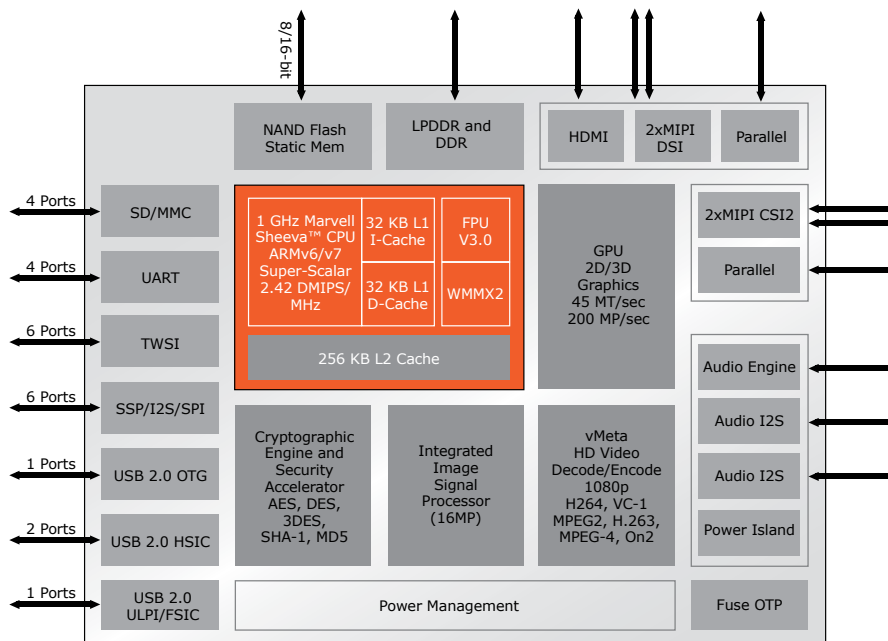 8/16-bit
NAND Flash
Static Mem
LPDDR and
DDR
HDMI
2xMIPI
DSI
Parallel
4 Ports
SD/MMC
4 Ports
UART
6 Ports
TWSI
6 Ports
SSP/I2S/SPI
1 Ports
USB 2.0 OTG
2 Ports
USB 2.0 HSIC
1 Ports
USB 2.0
ULPI/FSIC
1 GHz Marvell
Sheeva™ CPU
ARMv6/v7
Super-Scalar
2.42 DMIPS/
MHz
32 KB L1
I-Cache
32 KB L1
D-Cache
FPU
V3.0
WMMX2
256 KB L2 Cache
GPU
2D/3D
Graphics
45 MT/sec
200 MP/sec
2xMIPI CSI2
Parallel
Cryptographic
Engine and
Security
Accelerator
AES, DES,
3DES,
SHA-1, MD5
Integrated
Image
Signal
Processor
(16MP)
vMeta
HD Video
Decode/Encode
1080p
H264, VC-1
MPEG2, H.263,
MPEG-4, On2
Audio Engine
Audio I2S
Audio I2S
Power Island
Power Management
Fuse OTP